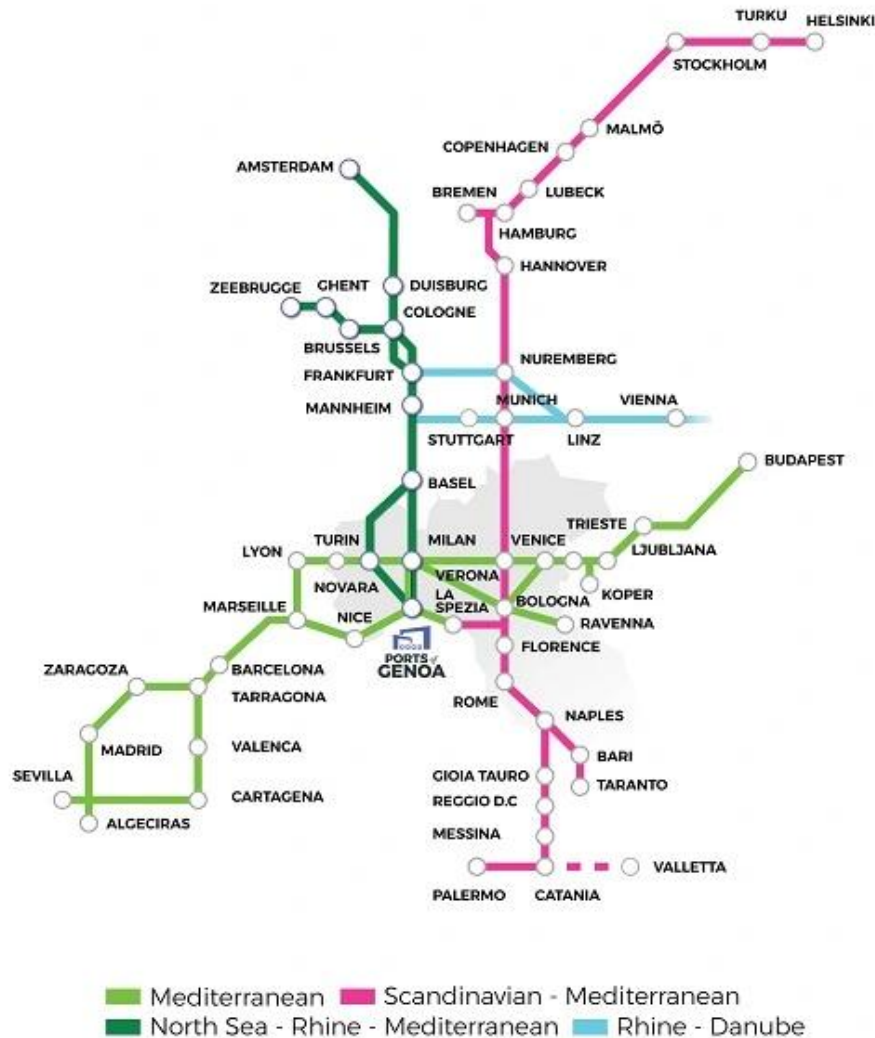 TURKU
HELSINKI
STOCKHOLM
MALMÖ
COPENHAGEN
AMSTERDAM
BREMEN
LUBECK
HAMBURG
HANNOVER
ZEEBRUGGE
GHENT
DUISBURG
COLOGNE
BRUSSELS
FRANKFURT
NUREMBERG
MANNHEIM
MUNICH
VIENNA
STUTTGART
LINZ
BUDAPEST
BASEL
TRIESTE
LYON
TURIN
MILAN
VENICE
LJUBLJANA
NOVARA
VERONA
KOPER
MARSEILLE
NICE
LA
SPEZIA
BOLOGNA
RAVENNA
FLORENCE
PORTS of
GENOA
ZARAGOZA
BARCELONA
TARRAGONA
ROME
NAPLES
MADRID
VALENCA
BARI
SEVILLA
GIOIA TAURO
TARANTO
CARTAGENA
REGGIO D.C
ALGECIRAS
MESSINA
PALERMO
CATANIA
VALLETTA
Mediterranean
Scandinavian - Mediterranean
North Sea - Rhine - Mediterranean
Rhine - Danube